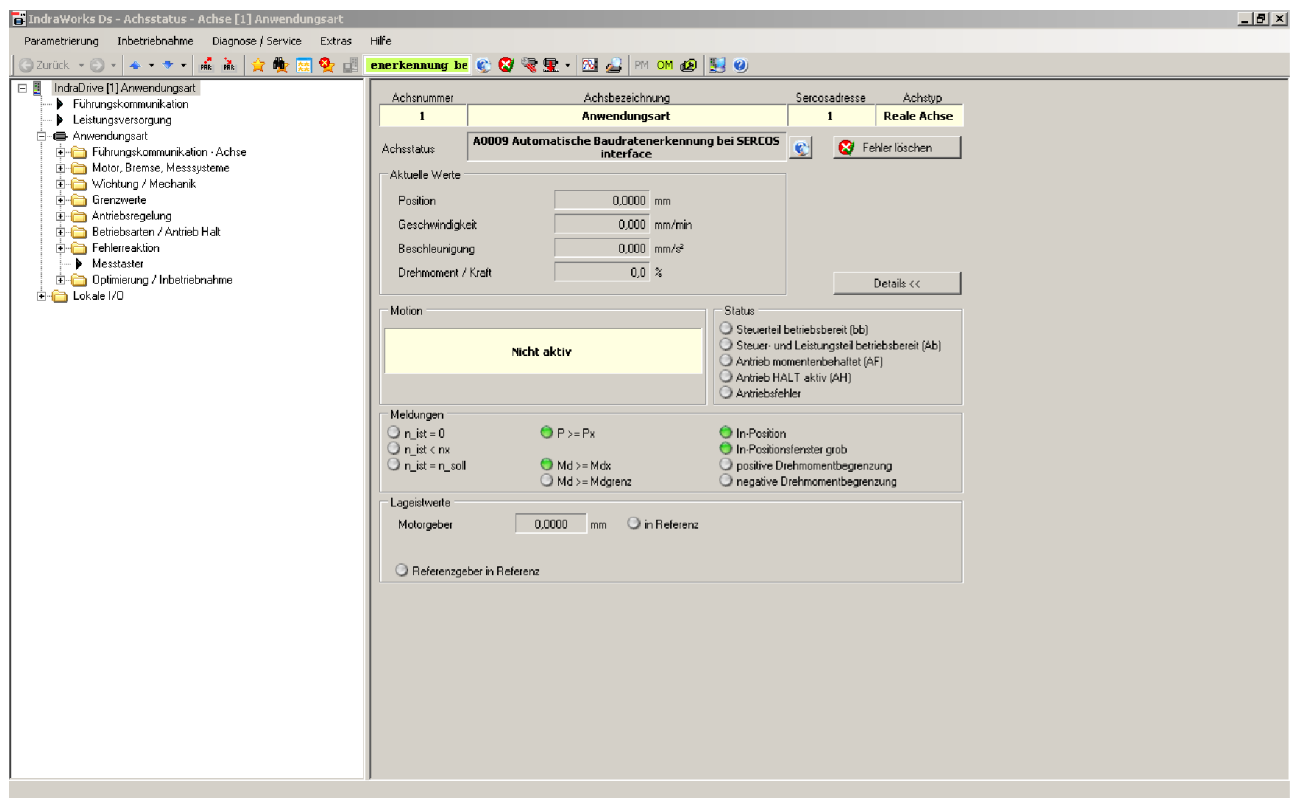 IndraWorks Ds - Achsstatus - Achse [1] Anwendungsart
Parametrierung Inbetriebnahme Diagnose / Service Extras Hilfe
Zurück PAR. PAR. enerkennung be PM OM
IndraDrive [1] Anwendungsart
Führungskommunikation
Leistungsversorgung
Anwendungsart
Führungskommunikation - Achse
Motor, Bremse, Messsysteme
Wichtung / Mechanik
Grenzwerte
Antriebsregelung
Betriebsarten / Antrieb Halt
Fehlerreaktion
Messtaster
Optimierung / Inbetriebnahme
Lokale I/O
Achsnummer Achsbezeichnung Sercosadresse Achstyp
1 Anwendungsart 1 Reale Achse
Achsstatus A0009 Automatische Baudratenerkennung bei SERCOS
interface
Fehler löschen
Aktuelle Werte
Position 0,0000 mm
Geschwindigkeit 0,000 mm/min
Beschleunigung 0,000 mm/s²
Drehmoment / Kraft 0,0 %
Details <<
Motion
Nicht aktiv
Status
Steuerteil betriebsbereit (bb)
Steuer- und Leistungsteil betriebsbereit (Ab)
Antrieb momentenbehaftet (AF)
Antrieb HALT aktiv (AH)
Antriebsfehler
Meldungen
n_ist = 0 P >= Px In-Position
n_ist < nx In-Positionsfenster grob
n_ist = n_soll Md >= Mdx positive Drehmomentbegrenzung
Md >= Mdgrenz negative Drehmomentbegrenzung
Lageistwerte
Motorgeber 0,0000 mm in Referenz
Referenzgeber in Referenz